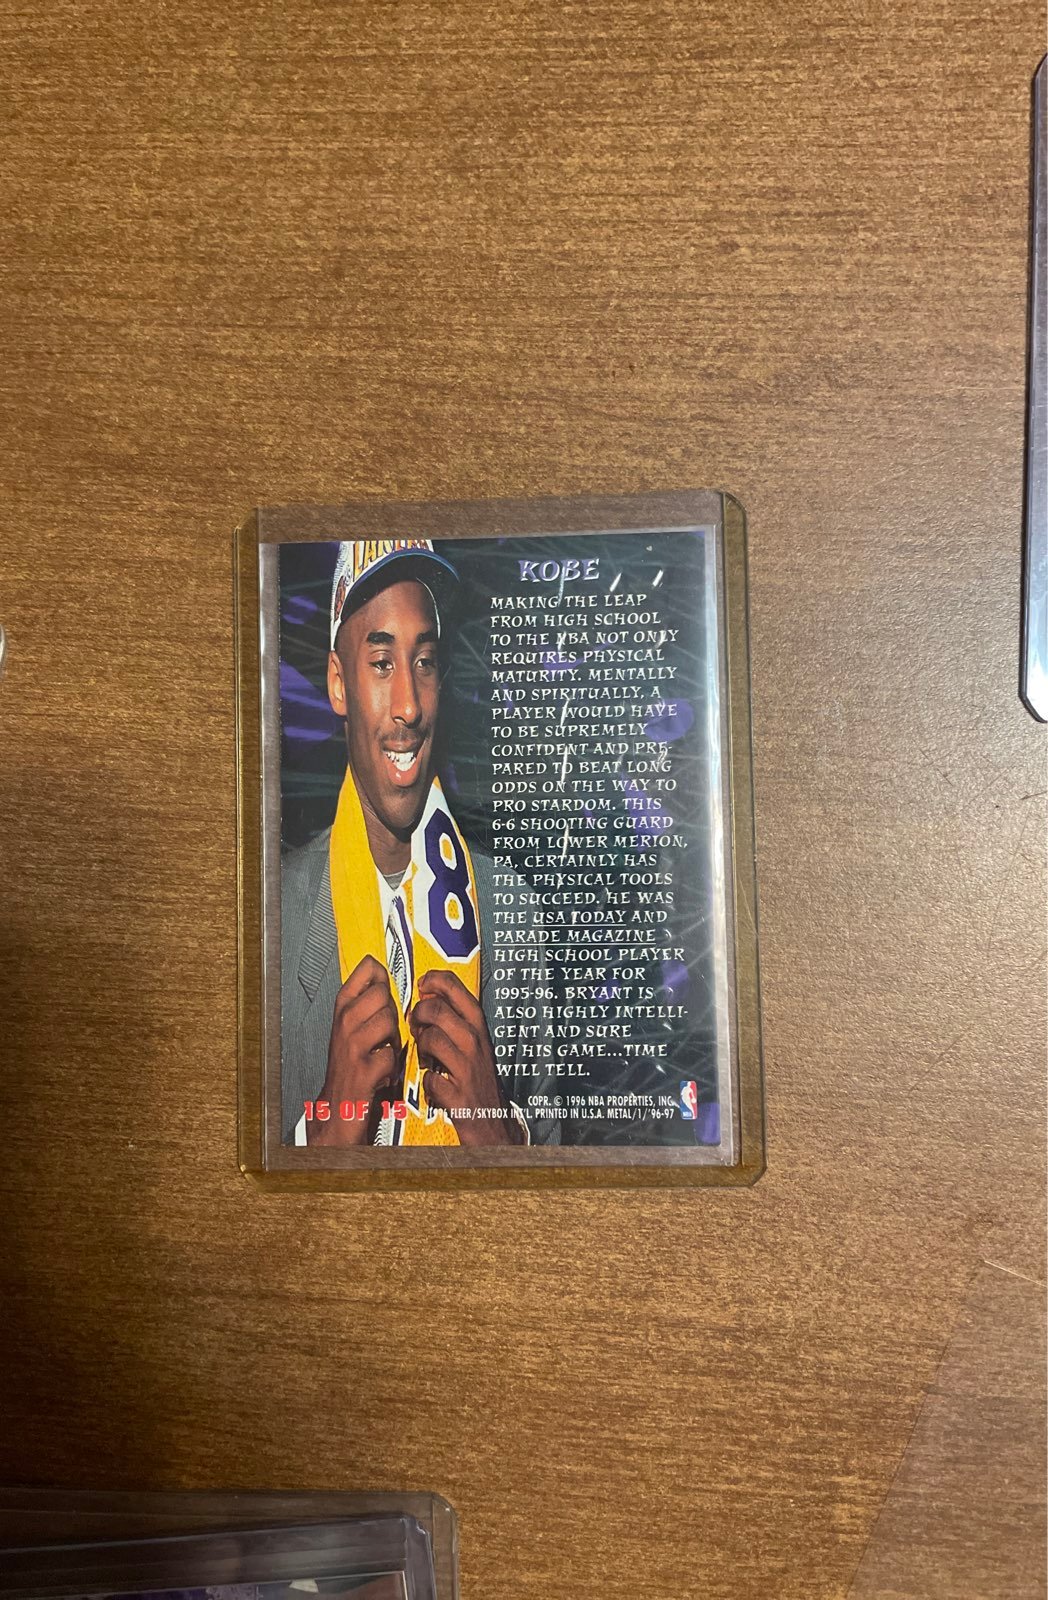 LAKERS
KOBE
MAKING THE LEAP
FROM HIGH SCHOOL
TO THE NBA NOT ONLY
REQUIRES PHYSICAL
MATURITY. MENTALLY
AND SPIRITUALLY, A
PLAYER WOULD HAVE
TO BE SUPREMELY
CONFIDENT AND PRE-
PARED TO BEAT LONG
ODDS ON THE WAY TO
PRO STARDOM. THIS
6-6 SHOOTING GUARD
FROM LOWER MERION,
PA, CERTAINLY HAS
THE PHYSICAL TOOLS
TO SUCCEED. HE WAS
THE USA TODAY AND
PARADE MAGAZINE
HIGH SCHOOL PLAYER
OF THE YEAR FOR
1995-96. BRYANT IS
ALSO HIGHLY INTELLI-
GENT AND SURE
OF HIS GAME...TIME
WILL TELL.
8
15 OF 15
COPR. © 1996 NBA PROPERTIES, INC.
© 1996 FLEER/SKYBOX INT'L. PRINTED IN U.S.A. METAL/1/'96-97